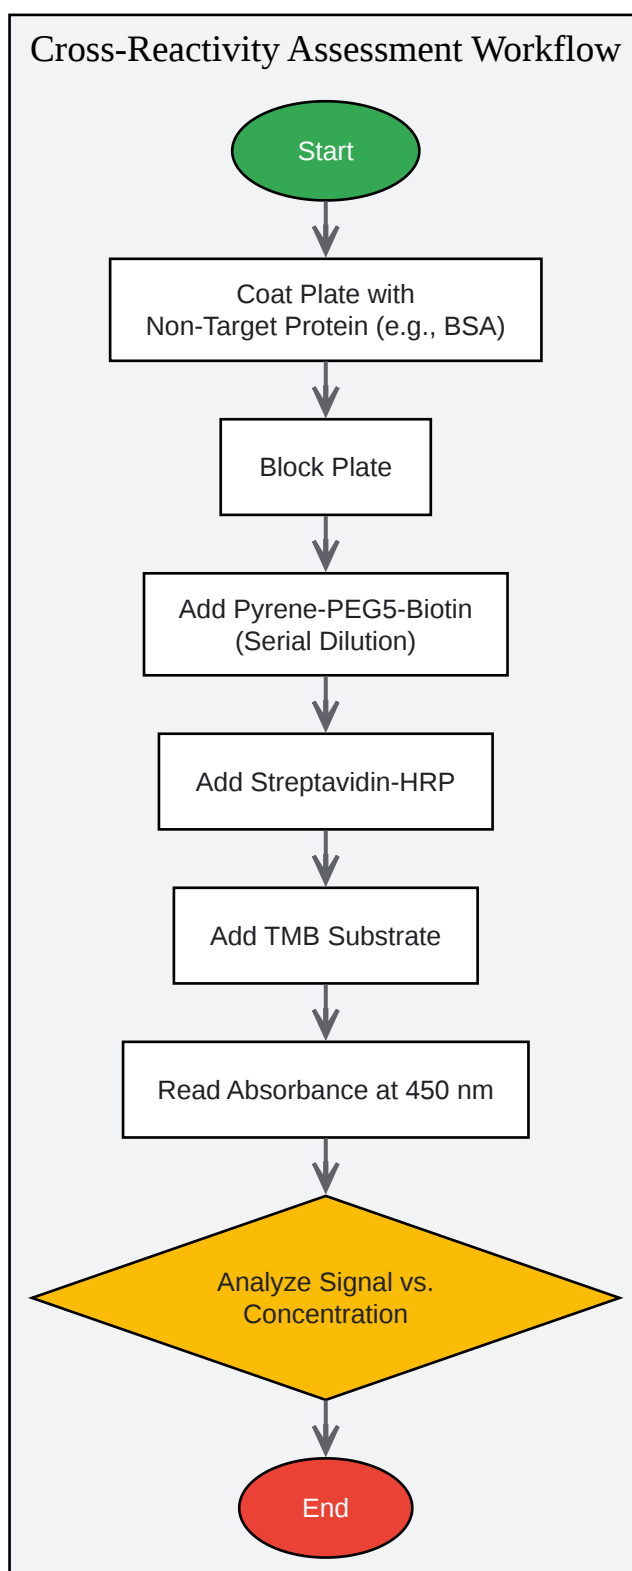 Cross-Reactivity Assessment Workflow
Start
Coat Plate with
Non-Target Protein (e.g., BSA)
Block Plate
Add Pyrene-PEG5-Biotin
(Serial Dilution)
Add Streptavidin-HRP
Add TMB Substrate
Read Absorbance at 450 nm
Analyze Signal vs.
Concentration
End